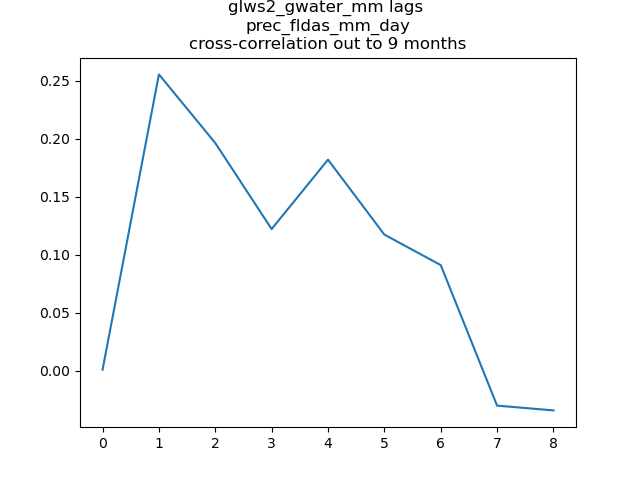 glws2_gwater_mm lags
prec_fldas_mm_day
cross-correlation out to 9 months
0.25
0.20
0.15
0.10
0.05
0.00
0 1 2 3 4 5 6 7 8